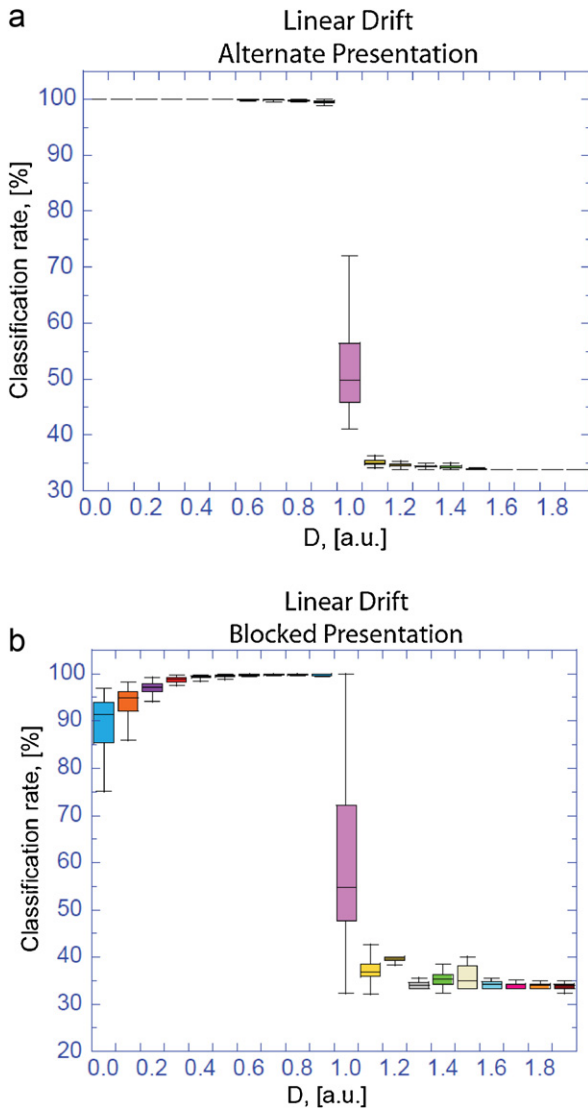 a
Linear Drift
Alternate Presentation
Classification rate, [%]
100
90
80
70
60
50
40
30
0.0 0.2 0.4 0.6 0.8 1.0 1.2 1.4 1.6 1.8
D, [a.u.]
b
Linear Drift
Blocked Presentation
Classification rate, [%]
100
90
80
70
60
50
40
30
20
0.0 0.2 0.4 0.6 0.8 1.0 1.2 1.4 1.6 1.8
D, [a.u.]